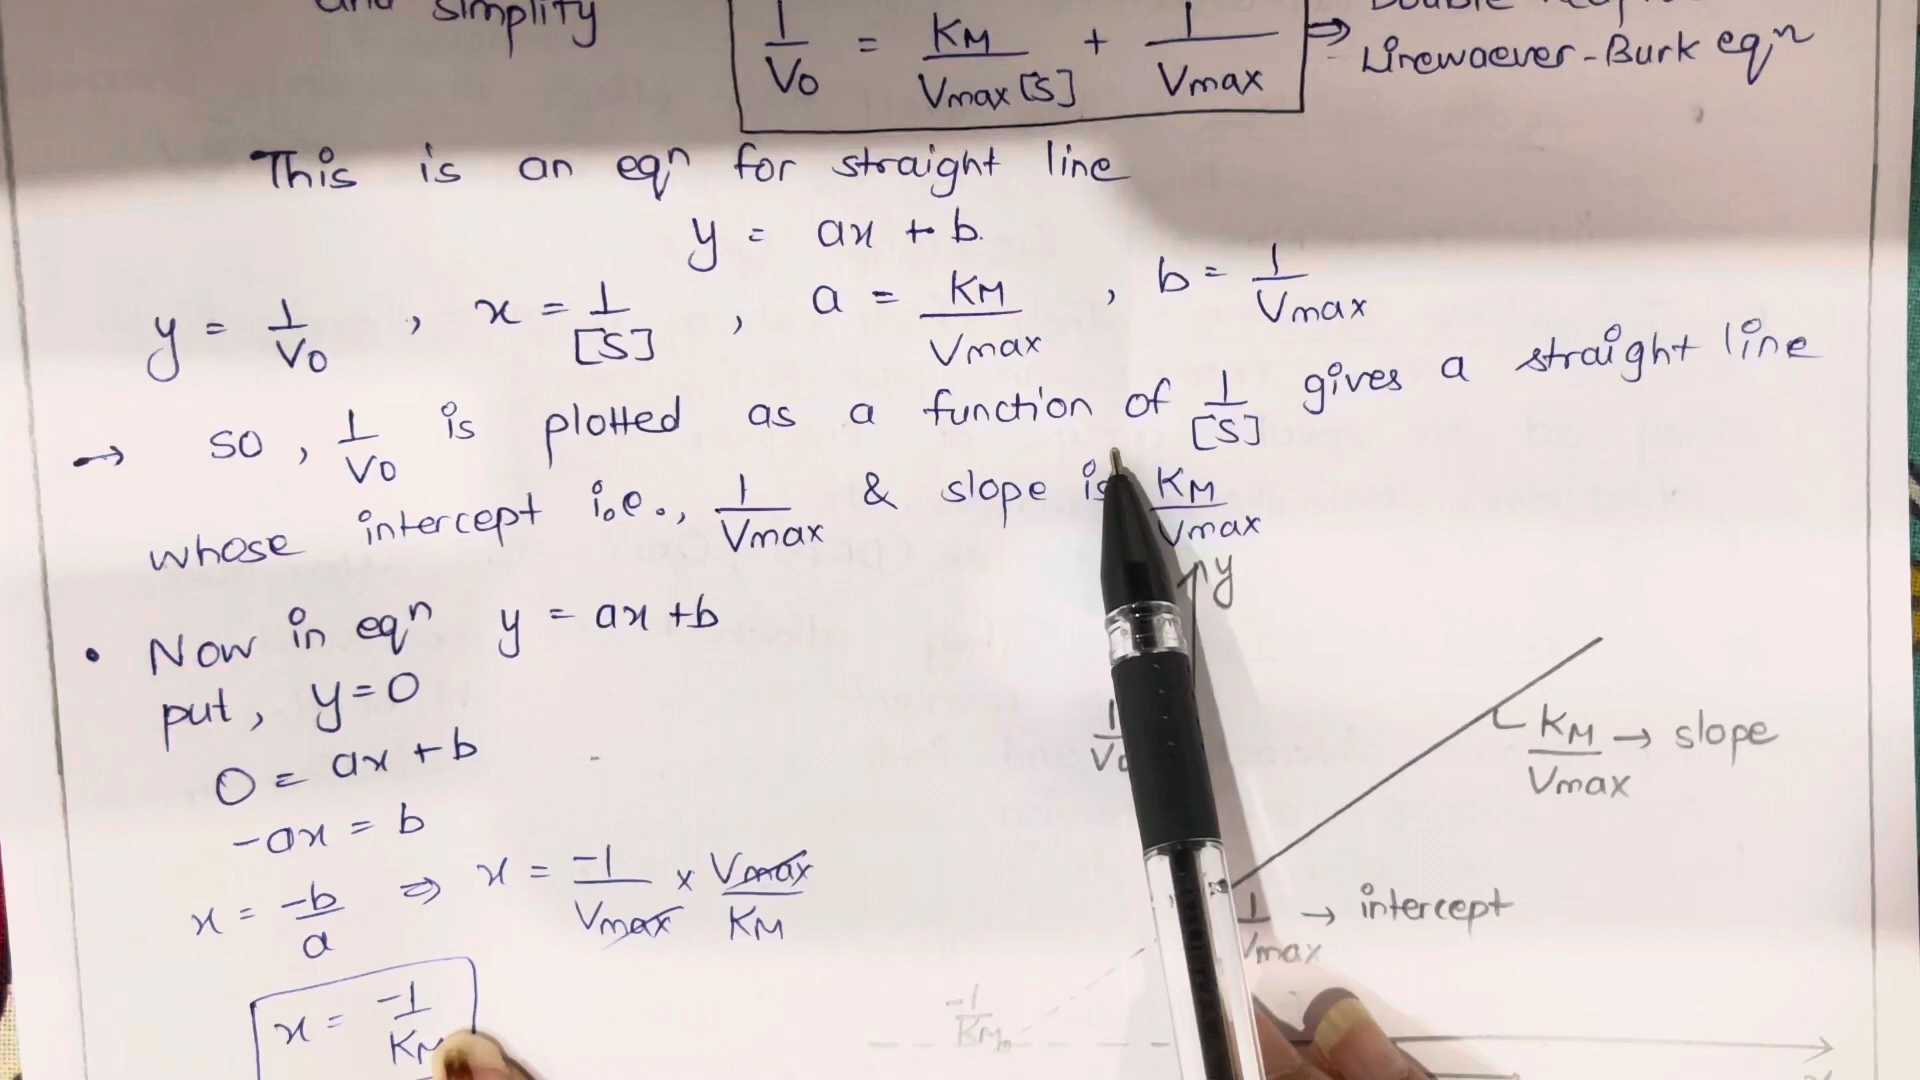 and simplify
1/V0 = KM/Vmax[S] + 1/Vmax ⇒
Linewaever-Burk eqn
This is an eqn for straight line
y = ax + b.
y = 1/V0 , x = 1/[S] , a = KM/Vmax , b = 1/Vmax
→ so, 1/V0 is plotted as a function of 1/[S] gives a straight line
whose intercept i.e., 1/Vmax & slope is KM/Vmax
• Now in eqn y = ax+b
put, y=0
0 = ax+b
-ax = b
x = -b/a ⇒ x = -1/Vmax x Vmax/KM
x = -1/KM
y
1/V0
KM/Vmax → slope
1/Vmax → intercept
-1/KM